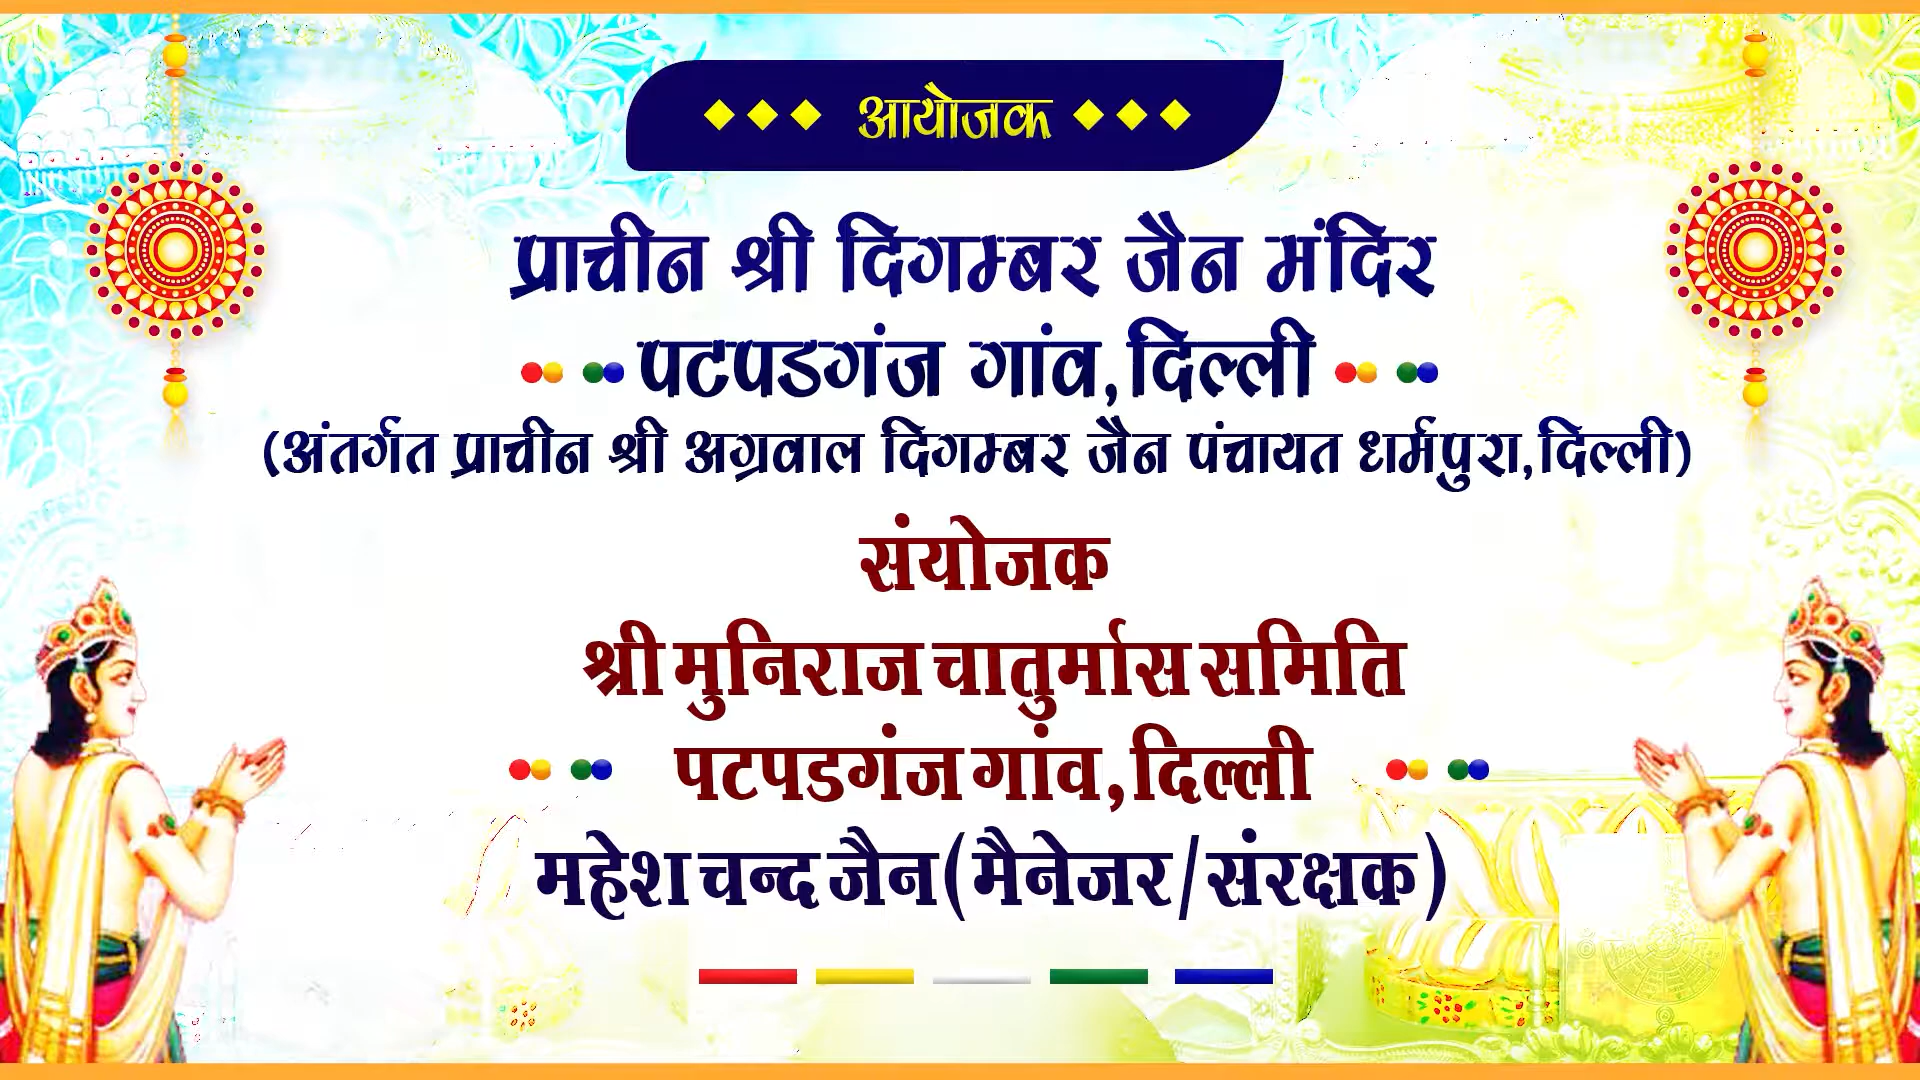 आयोजक
प्राचीन श्री दिगम्बर जैन मंदिर
पटपडगंज गांव,दिल्ली
(अंतर्गत प्राचीन श्री अग्रवाल दिगम्बर जैन पंचायत धर्मपुरा,दिल्ली)
संयोजक
श्री मुनिराज चातुर्मास समिति
पटपडगंज गांव,दिल्ली
महेश चन्द जैन(मैनेजर/संरक्षक)